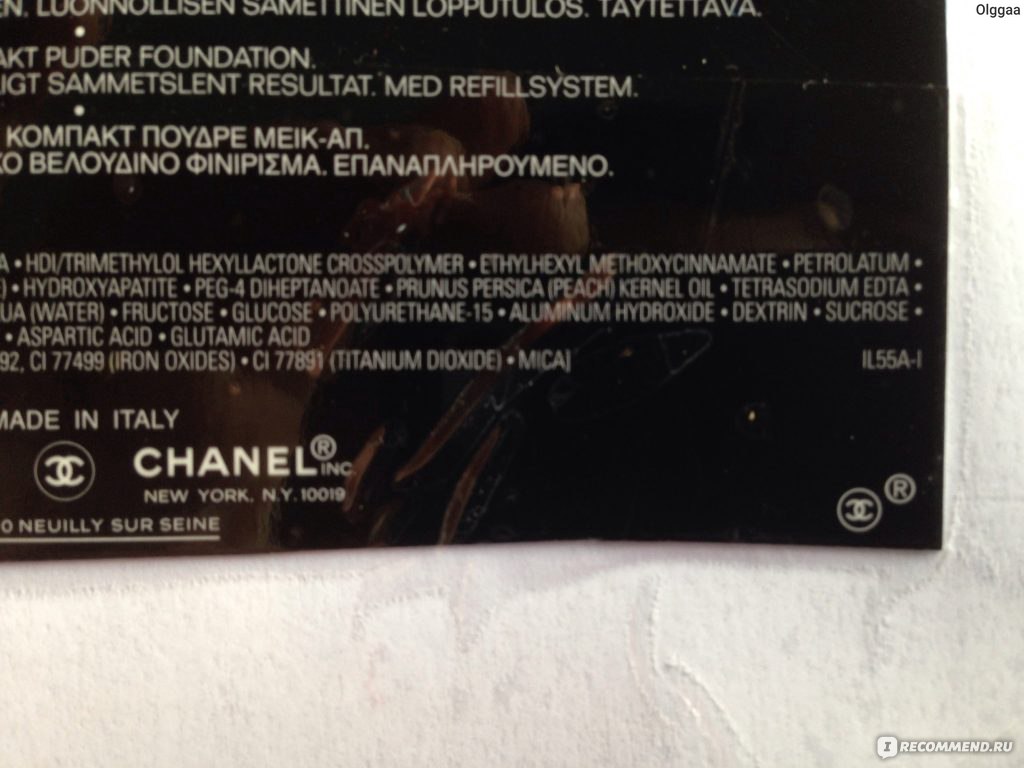 Olggaa
EN. LUONNOLLISEN SAMETTINEN LOPPUTULOS. TÄYTETTÄVÄ.
•
AKT PUDER FOUNDATION.
IGT SAMMETSLENT RESULTAT. MED REFILLSYSTEM.
•
ΚΟΜΠΑΚΤ ΠΟΥΔΡΕ ΜΕΙΚ-ΑΠ.
ΚΟ ΒΕΛΟΥΔΙΝΟ ΦΙΝΙΡΙΣΜΑ. ΕΠΑΝΑΠΛΗΡΟΥΜΕΝΟ.
A • HDI/TRIMETHYLOL HEXYLLACTONE CROSSPOLYMER • ETHYLHEXYL METHOXYCINNAMATE • PETROLATUM •
) • HYDROXYAPATITE • PEG-4 DIHEPTANOATE • PRUNUS PERSICA (PEACH) KERNEL OIL • TETRASODIUM EDTA •
UA (WATER) • FRUCTOSE • GLUCOSE • POLYURETHANE-15 • ALUMINUM HYDROXIDE • DEXTRIN • SUCROSE •
• ASPARTIC ACID • GLUTAMIC ACID
92, CI 77499 (IRON OXIDES) • CI 77891 (TITANIUM DIOXIDE) • MICA] IL55A-I
MADE IN ITALY
CHANEL® INC.
NEW YORK. N.Y. 10019
0 NEUILLY SUR SEINE
®
IRECOMMEND.RU